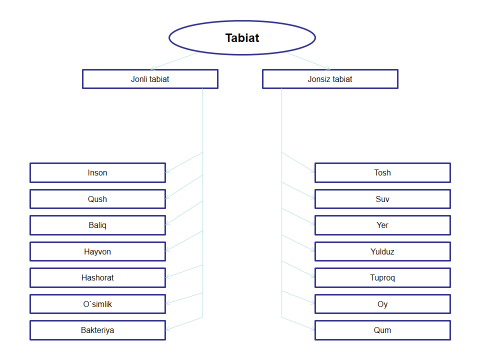 Tabiat
Jonli tabiat
Jonsiz tabiat
Inson
Qush
Baliq
Hayvon
Hashorat
O`simlik
Bakteriya
Tosh
Suv
Yer
Yulduz
Tuproq
Oy
Qum